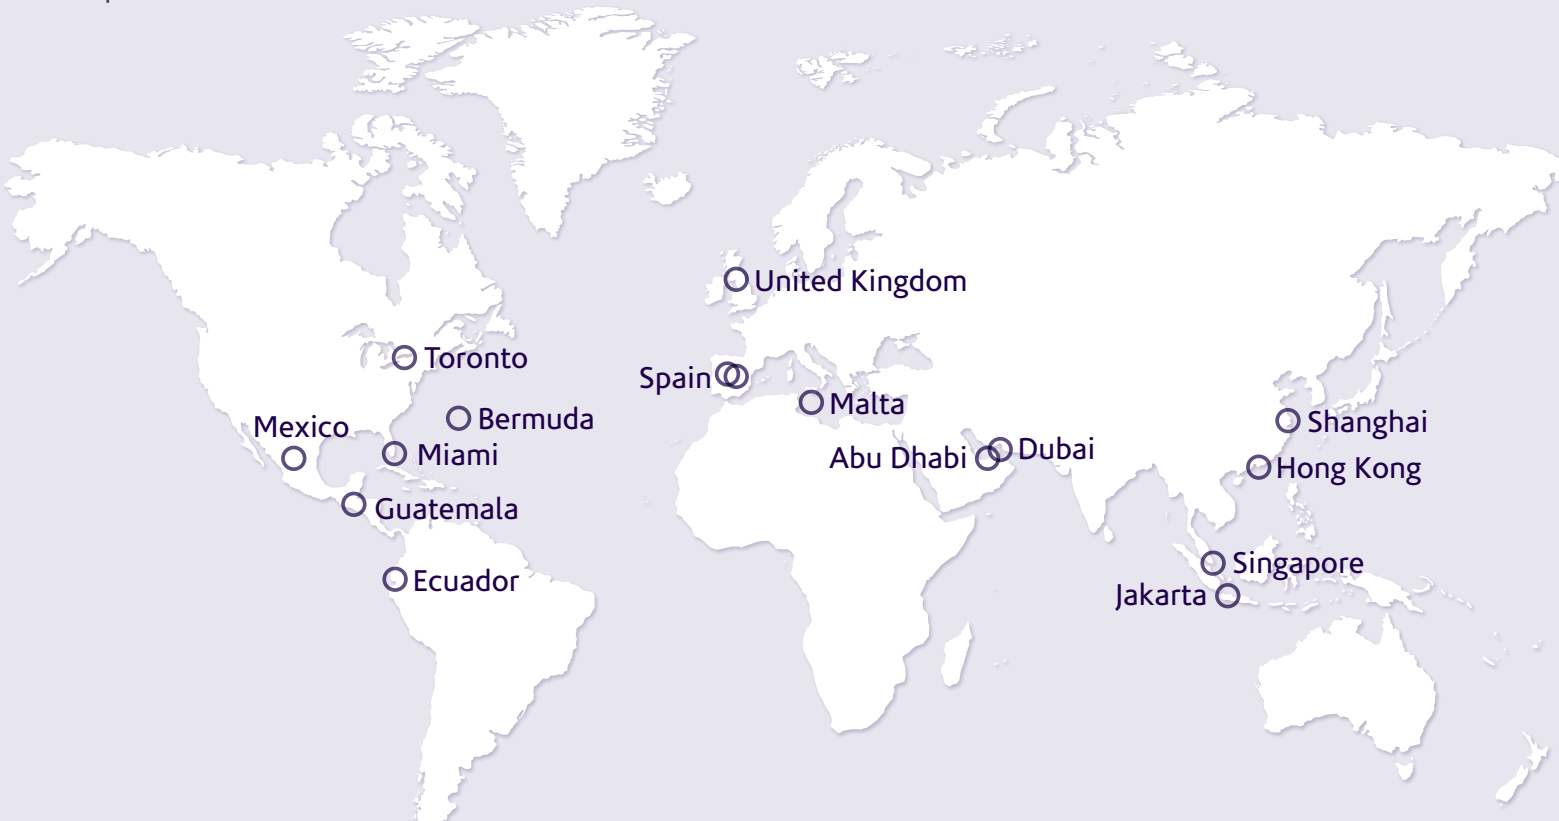 United Kingdom
Toronto
Spain
Malta
Bermuda
Mexico
Shanghai
Miami
Abu Dhabi
Dubai
Hong Kong
Guatemala
Singapore
Ecuador
Jakarta